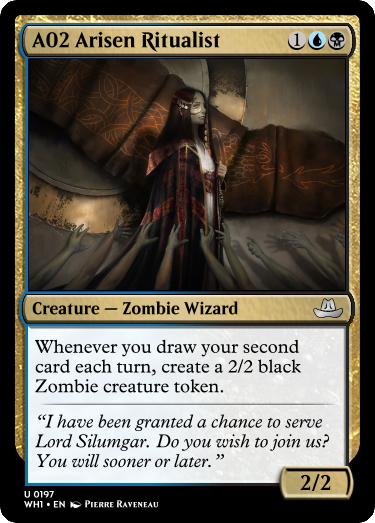 A02 Arisen Ritualist 1
Creature — Zombie Wizard
Whenever you draw your second
card each turn, create a 2/2 black
Zombie creature token.
“I have been granted a chance to serve
Lord Silumgar. Do you wish to join us?
You will sooner or later.”
2/2
U 0197
WH1 • EN Pierre Raveneau